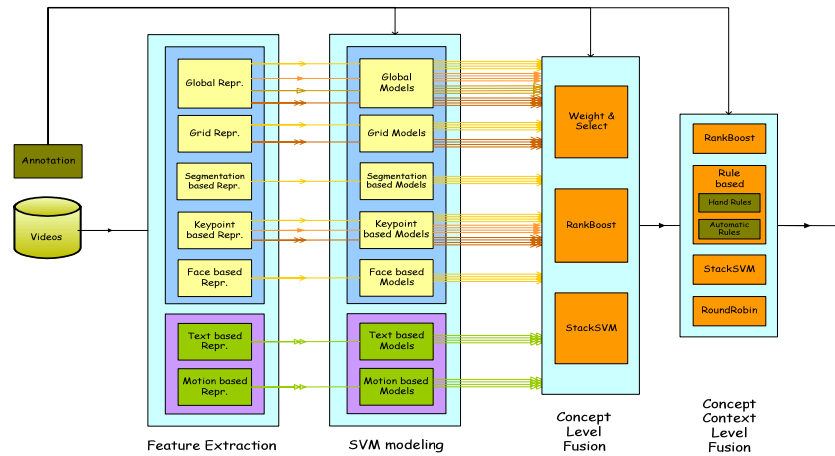 Annotation
Videos
Global Repr.
Grid Repr.
Segmentation
based Repr.
Keypoint
based Repr.
Face based
Repr.
Text based
Repr.
Motion based
Repr.
Feature Extraction
Global
Models
Grid Models
Segmentation
based Models
Keypoint
based Models
Face based
Models
Text based
Models
Motion based
Models
SVM modeling
Weight &
Select
RankBoost
StackSVM
Concept
Level
Fusion
RankBoost
Rule
based
Hand Rules
Automatic
Rules
StackSVM
RoundRobin
Concept
Context
Level
Fusion